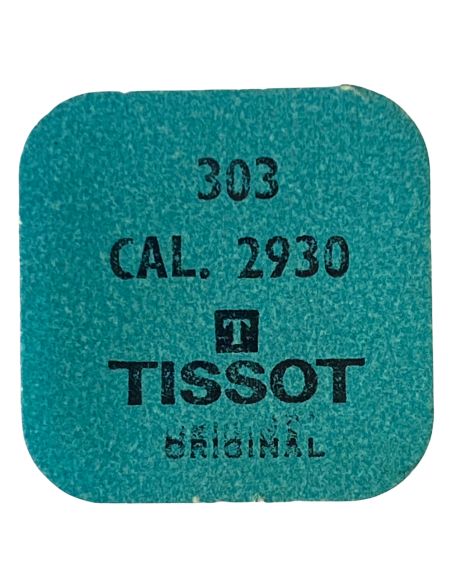 303
CAL. 2930
T
TISSOT
ORIGINAL